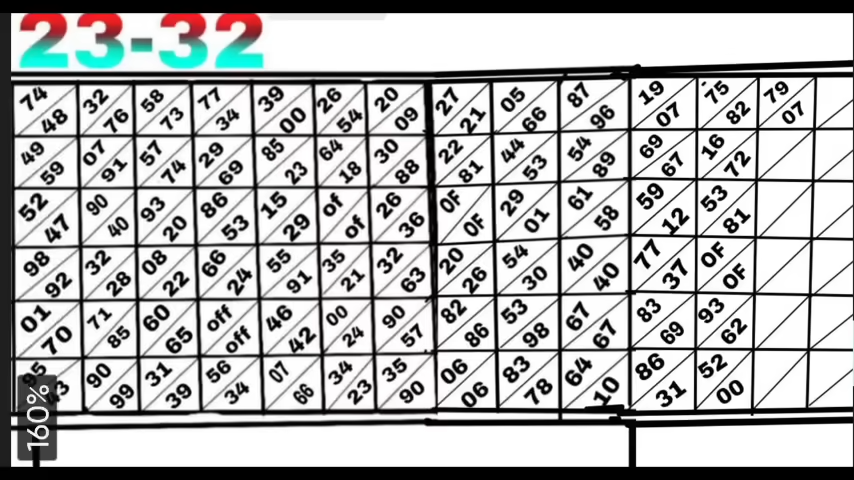 23-32
74 48 32 76 58 73 77 34 39 00 26 54 20 09 27 21 05 66 87 96 19 07 75 82 79 07
49 59 07 91 57 74 29 69 85 23 64 18 30 88 22 81 44 53 54 89 69 67 16 72
52 47 90 40 93 20 86 53 15 29 of of 26 36 OF OF 29 01 61 58 59 12 53 81
98 92 32 28 08 22 66 24 55 91 35 21 32 63 20 26 54 30 40 40 77 37 OF OF
01 70 71 85 60 65 off off 46 42 00 24 90 57 82 86 53 98 67 67 83 69 93 62
90 99 31 39 56 34 07 66 34 23 35 90 06 06 83 78 64 10 86 31 52 00
160%